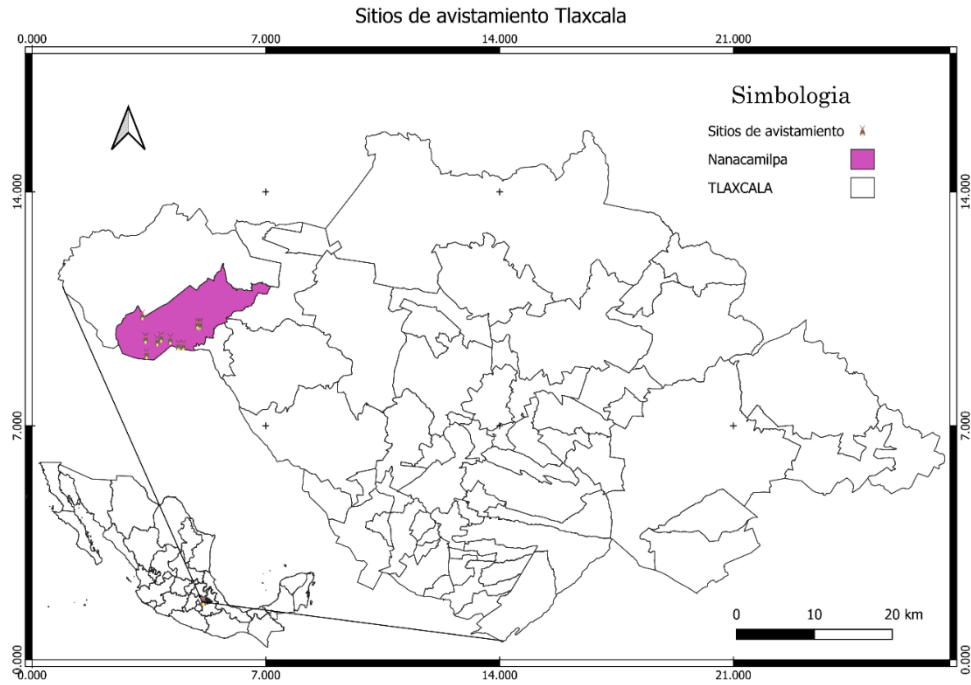 Sitios de avistamiento Tlaxcala
0.000 7.000 14.000 21.000
Simbologia
Sitios de avistamiento
Nanacamilpa
TLAXCALA
14.000 14.000
7.000 7.000
0 10 20 km
0.000 0.000
0.000 7.000 14.000 21.000